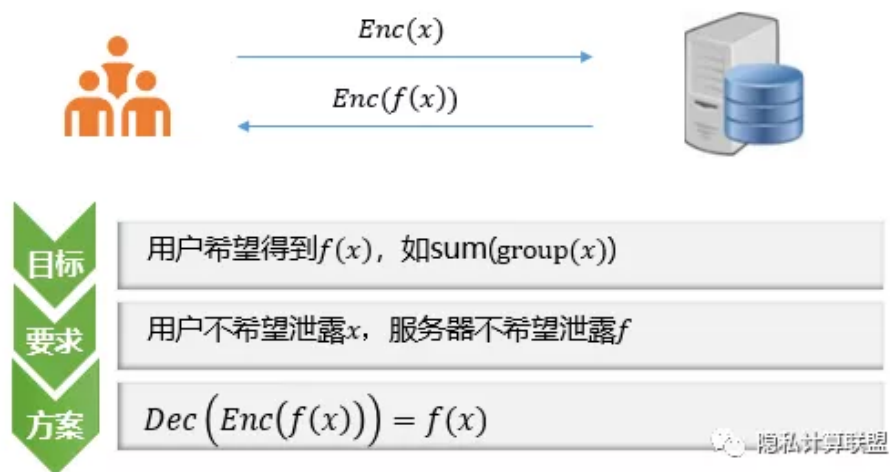 Enc(x)
Enc(f(x))
目标
用户希望得到f(x)，如sum(group(x))
要求
用户不希望泄露x，服务器不希望泄露f
方案
Dec(Enc(f(x))) = f(x)
隐私计算联盟